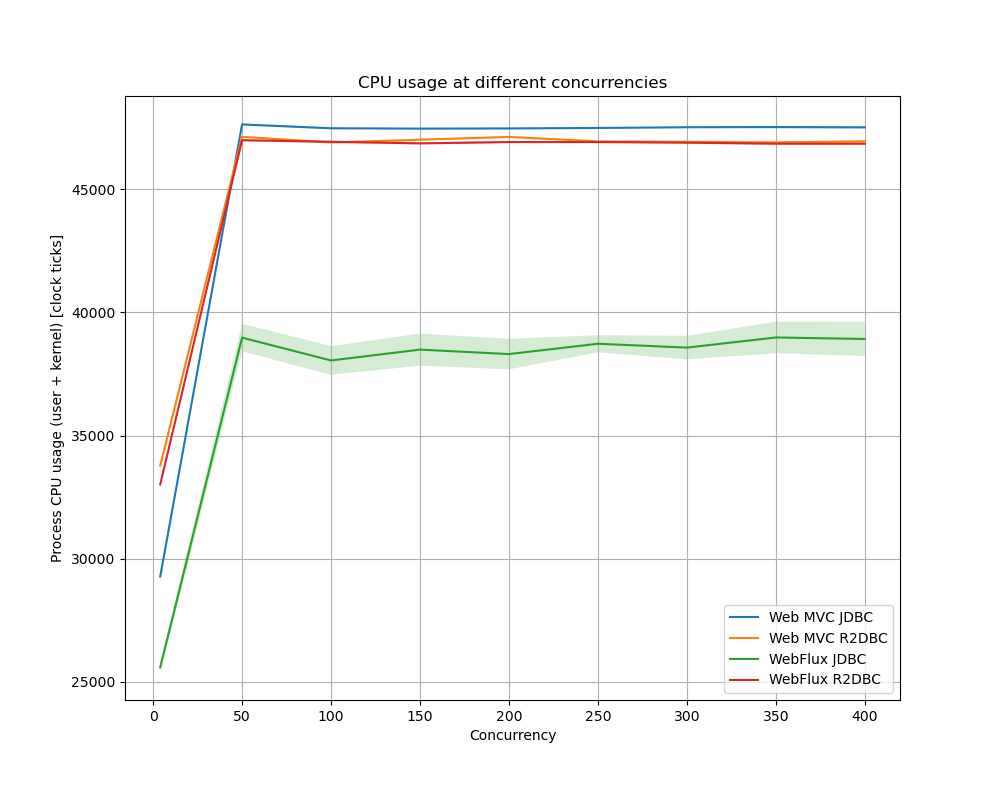 CPU usage at different concurrencies
Process CPU usage (user + kernel) [clock ticks]
45000
40000
35000
30000
25000
0 50 100 150 200 250 300 350 400
Concurrency
Web MVC JDBC
Web MVC R2DBC
WebFlux JDBC
WebFlux R2DBC